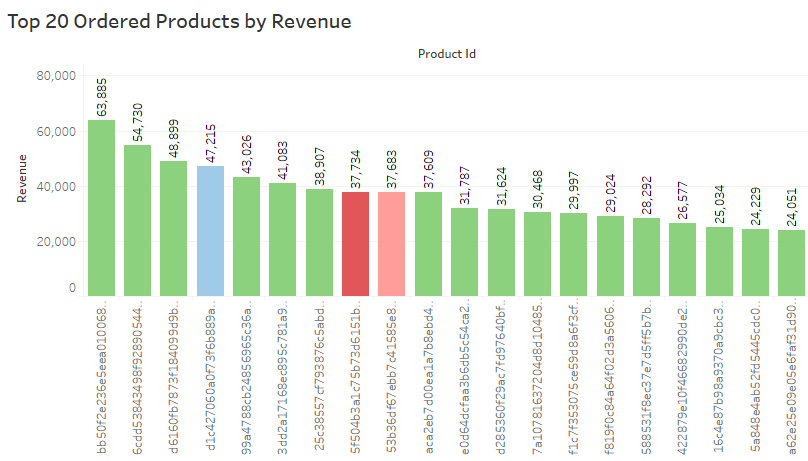 Top 20 Ordered Products by Revenue
Product Id
Revenue
80,000
60,000
40,000
20,000
0
63,885
54,730
48,899
47,215
43,026
41,083
38,907
37,734
37,683
37,609
31,787
31,624
30,468
29,997
29,024
28,292
26,577
25,034
24,229
24,051
bb50f2e236e5eea010068..
6cdd53843498f92890544..
d6160fb7873f184099d9b..
d1c427060a0f73f6b889a..
99a4788cb24856965c36a..
3dd2a17168ec895c781a9..
25c38557cf793876c5abd..
5f504b3a1c75b73d6151b..
53b36df67ebb7c41585e8..
aca2eb7d00ea1a7b8ebd4..
e0d64dcfaa3b6db5c54ca2..
d285360f29ac7fd97640bf..
7a10781637204d8d10485..
f1c7f353075ce59d8a6f3cf..
f819f0c84a64f02d3a5606..
588531f8ec37e7d5ff5b7b..
422879e10f46682990de2..
16c4e87b98a9370a9cbc3..
5a848e4ab52fd5445cdc0..
a62e25e09e05e6faf31d90..